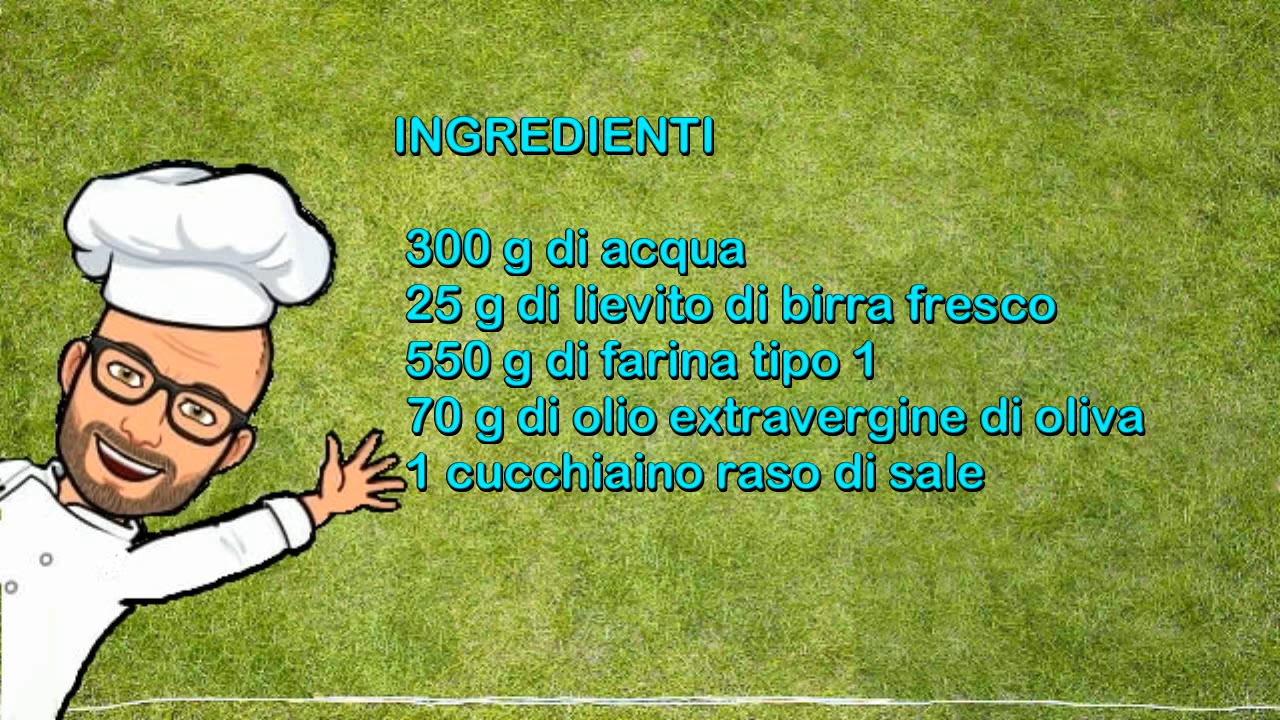 INGREDIENTI
300 g di acqua
25 g di lievito di birra fresco
550 g di farina tipo 1
70 g di olio extravergine di oliva
1 cucchiaino raso di sale